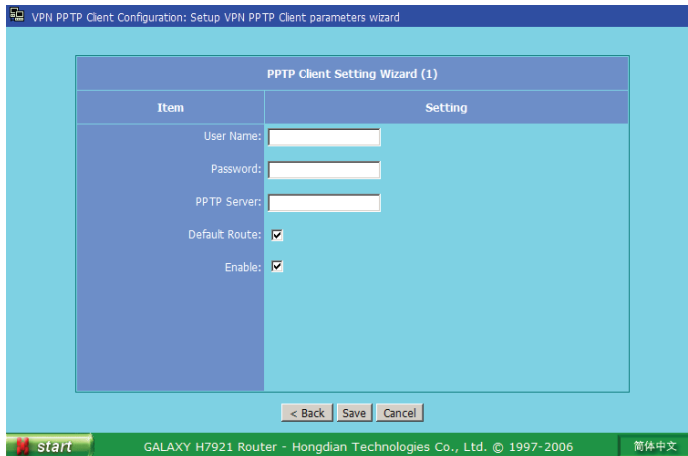 VPN PPTP Client Configuration: Setup VPN PPTP Client parameters wizard
PPTP Client Setting Wizard (1)
Item Setting
User Name:
Password:
PPTP Server:
Default Route:
Enable:
< Back Save Cancel
start GALAXY H7921 Router - Hongdian Technologies Co., Ltd. © 1997-2006 简体中文